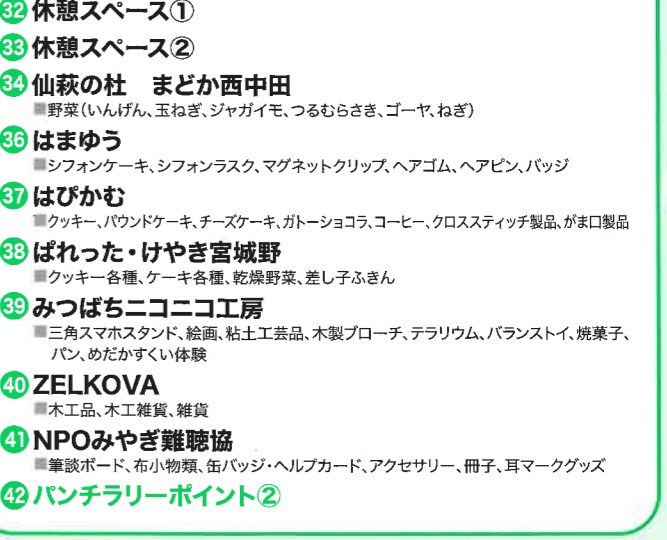 32 休憩スペース①
33 休憩スペース②
34 仙萩の杜　まどか西中田
■野菜(いんげん、玉ねぎ、ジャガイモ、つるむらさき、ゴーヤ、ねぎ)
36 はまゆう
■シフォンケーキ、シフォンラスク、マグネットクリップ、ヘアゴム、ヘアピン、バッジ
37 はぴかむ
■クッキー、パウンドケーキ、チーズケーキ、ガトーショコラ、コーヒー、クロススティッチ製品、がま口製品
38 ぱれった・けやき宮城野
■クッキー各種、ケーキ各種、乾燥野菜、差し子ふきん
39 みつばちニコニコ工房
■三角スマホスタンド、絵画、粘土工芸品、木製ブローチ、テラリウム、バランストイ、焼菓子、
パン、めだかすくい体験
40 ZELKOVA
■木工品、木工雑貨、雑貨
41 NPOみやぎ難聴協
■筆談ボード、布小物類、缶バッジ・ヘルプカード、アクセサリー、冊子、耳マークグッズ
42 パンチラリーポイント②